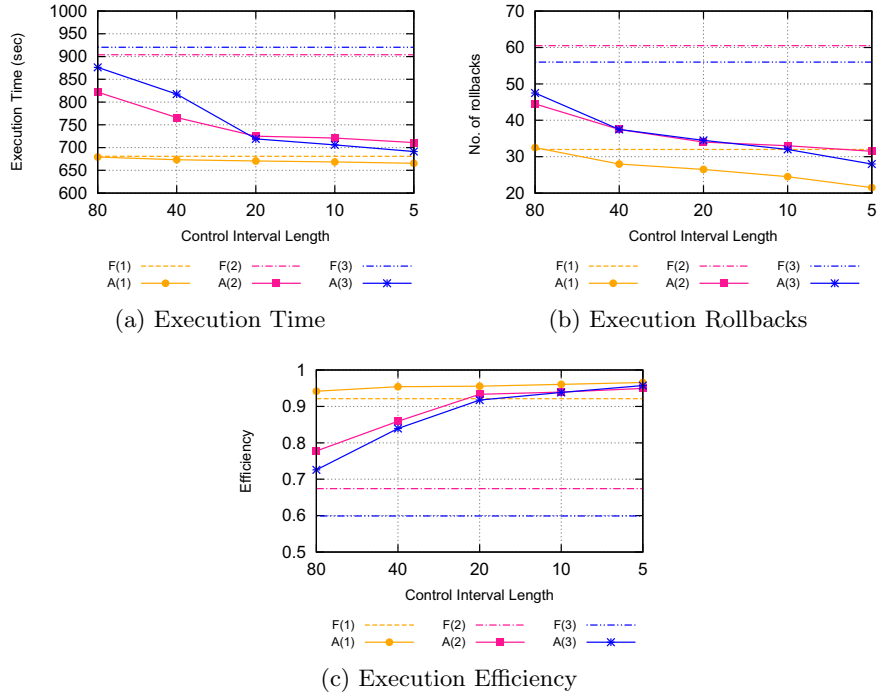 1000
950
900
850
800
750
700
650
600
Execution Time (sec)
80 40 20 10 5
Control Interval Length
F(1) F(2) F(3)
A(1) A(2) A(3)
(a) Execution Time
70
60
50
40
30
20
No. of rollbacks
80 40 20 10 5
Control Interval Length
F(1) F(2) F(3)
A(1) A(2) A(3)
(b) Execution Rollbacks
1
0.9
0.8
0.7
0.6
0.5
Efficiency
80 40 20 10 5
Control Interval Length
F(1) F(2) F(3)
A(1) A(2) A(3)
(c) Execution Efficiency